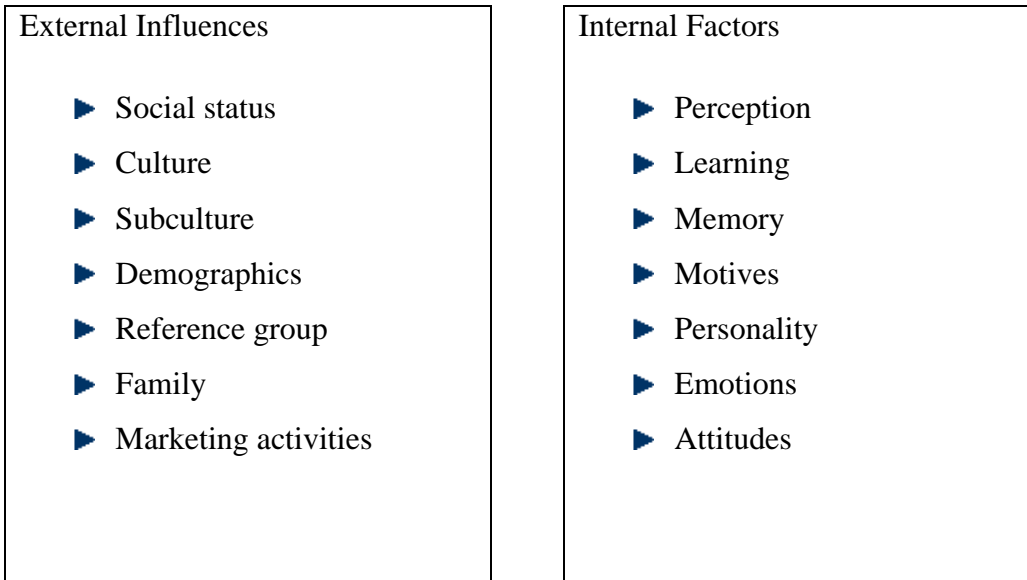 External Influences
Social status
Culture
Subculture
Demographics
Reference group
Family
Marketing activities
Internal Factors
Perception
Learning
Memory
Motives
Personality
Emotions
Attitudes